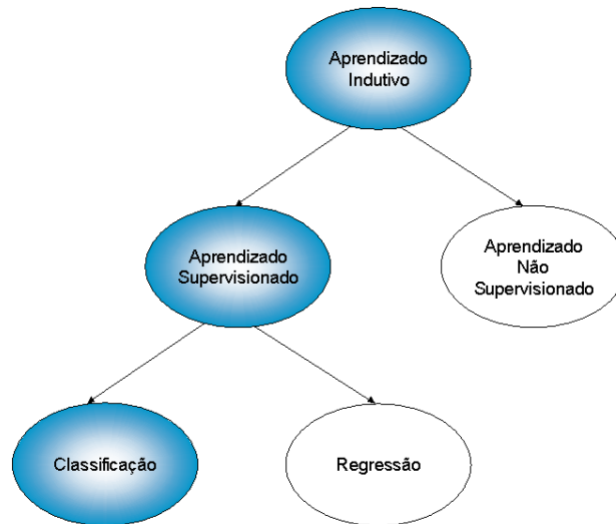 Aprendizado
Indutivo
Aprendizado
Supervisionado
Aprendizado
Não
Supervisionado
Classificação
Regressão